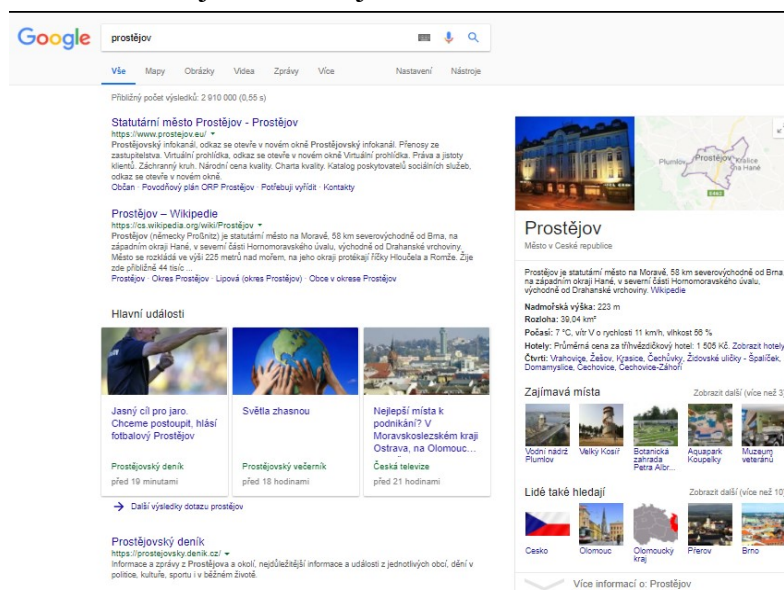 Google
prostějov
Vše Mapy Obrázky Videa Zprávy Více Nastavení Nástroje
Přibližný počet výsledků: 2 910 000 (0,55 s)
Statutární město Prostějov - Prostějov
https://www.prostejov.eu/
Prostějovský infokanál, odkaz se otevře v novém okně Prostějovský infokanál. Přenosy ze
zastupitelstva. Virtuální prohlídka, odkaz se otevře v novém okně Virtuální prohlídka. Práva a jistoty
klientů. Záchranný kruh. Národní cena kvality. Charta kvality. Katalog poskytovatelů sociálních služeb,
odkaz se otevře v novém okně.
Občan · Povodňový plán ORP Prostějov · Potřebuji vyřídit · Kontakty
Prostějov – Wikipedie
https://cs.wikipedia.org/wiki/Prostějov
Prostějov (německy Proßnitz) je statutární město na Moravě, 58 km severovýchodně od Brna, na
západním okraji Hané, v severní části Hornomoravského úvalu, východně od Drahanské vrchoviny.
Město se rozkládá ve výši 225 metrů nad mořem, na jeho okraji protékají říčky Hloučela a Romže. Žije
zde přibližně 44 tisíc ...
Prostějov · Okres Prostějov · Lipová (okres Prostějov) · Obce v okrese Prostějov
Hlavní události
Jasný cíl pro jaro.
Chceme postoupit, hlásí
fotbalový Prostějov
Prostějovský deník
před 19 minutami
Světla zhasnou
Prostějovský večerník
před 18 hodinami
Nejlepší místa k
podnikání? V
Moravskoslezském kraji
Ostrava, na Olomouc...
Česká televize
před 21 hodinami
Další výsledky dotazu prostějov
Prostějovský deník
https://prostejovsky.denik.cz/
Informace a zprávy z Prostějova a okolí, nejdůležitější informace a události z jednotlivých obcí, dění v
politice, kultuře, sportu i v běžném životě.
Plumlov Prostějov Kralice
na Hané
E462
Prostějov
Město v České republice
Prostějov je statutární město na Moravě, 58 km severovýchodně od Brna,
na západním okraji Hané, v severní části Hornomoravského úvalu,
východně od Drahanské vrchoviny. Wikipedie
Nadmořská výška: 223 m
Rozloha: 39,04 km²
Počasí: 7 °C, vítr V o rychlosti 11 km/h, vlhkost 56 %
Hotely: Průměrná cena za tříhvězdičkový hotel: 1 505 Kč. Zobrazit hotely
Čtvrti: Vrahovice, Žešov, Krasice, Čechůvky, Židovské uličky - Špalíček,
Domamyslice, Čechovice, Čechovice-Záhoří
Zajímavá místa Zobrazit další (více než 3
Vodní nádrž
Plumlov
Velký Kosíř
Botanická
zahrada
Petra Albr...
Aquapark
Koupelky
Muzeum
veteránů
Lidé také hledají Zobrazit další (více než 10
Česko
Olomouc
Olomoucký
kraj
Přerov
Brno
Více informací o: Prostějov